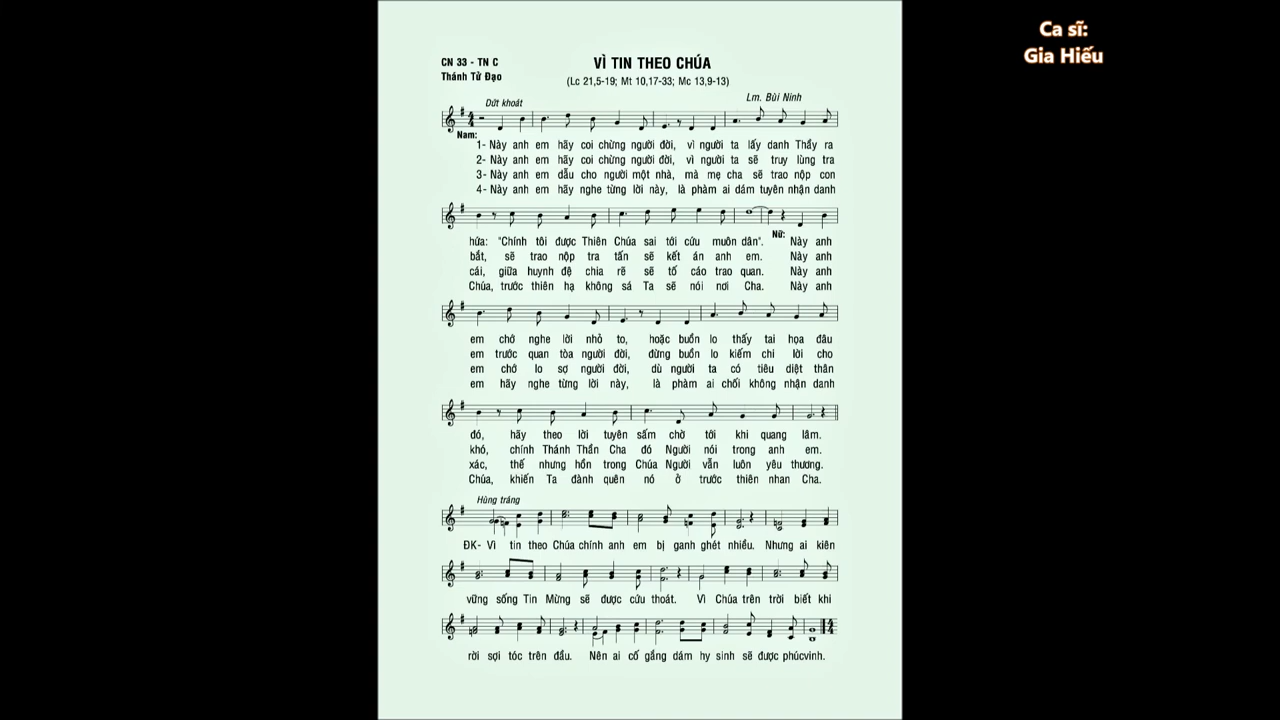 Ca sĩ:
Gia Hiếu
CN 33 - TN C
Thánh Tử Đạo
VÌ TIN THEO CHÚA
(Lc 21,5-19; Mt 10,17-33; Mc 13,9-13)
Lm. Bùi Ninh
Dứt khoát
Nam:
1- Này anh em hãy coi chừng người đời, vì người ta lấy danh Thầy ra
2- Này anh em hãy coi chừng người đời, vì người ta sẽ truy lùng tra
3- Này anh em dẫu cho người một nhà, mà mẹ cha sẽ trao nộp con
4- Này anh em hãy nghe từng lời này, là phàm ai dám tuyên nhận danh
Nữ:
hứa: "Chính tôi được Thiên Chúa sai tới cứu muôn dân". Này anh
bắt, sẽ trao nộp tra tấn sẽ kết án anh em. Này anh
cái, giữa huynh đệ chia rẽ sẽ tố cáo trao quan. Này anh
Chúa, trước thiên hạ không sá Ta sẽ nói nơi Cha. Này anh
em chớ nghe lời nhỏ to, hoặc buồn lo thấy tai họa đâu
em trước quan tòa người đời, đừng buồn lo kiếm chi lời cho
em chớ lo sợ người đời, dù người ta có tiêu diệt thân
em hãy nghe từng lời này, là phàm ai chối không nhận danh
đó, hãy theo lời tuyên sấm chờ tới khi quang lâm.
khó, chính Thánh Thần Cha đó Người nói trong anh em.
xác, thế nhưng hồn trong Chúa Người vẫn luôn yêu thương.
Chúa, khiến Ta đành quên nó ở trước thiên nhan Cha.
Hùng tráng
ĐK- Vì tin theo Chúa chính anh em bị ganh ghét nhiều. Nhưng ai kiên
vững sống Tin Mừng sẽ được cứu thoát. Vì Chúa trên trời biết khi
rời sợi tóc trên đầu. Nên ai cố gắng dám hy sinh sẽ được phúcvinh.